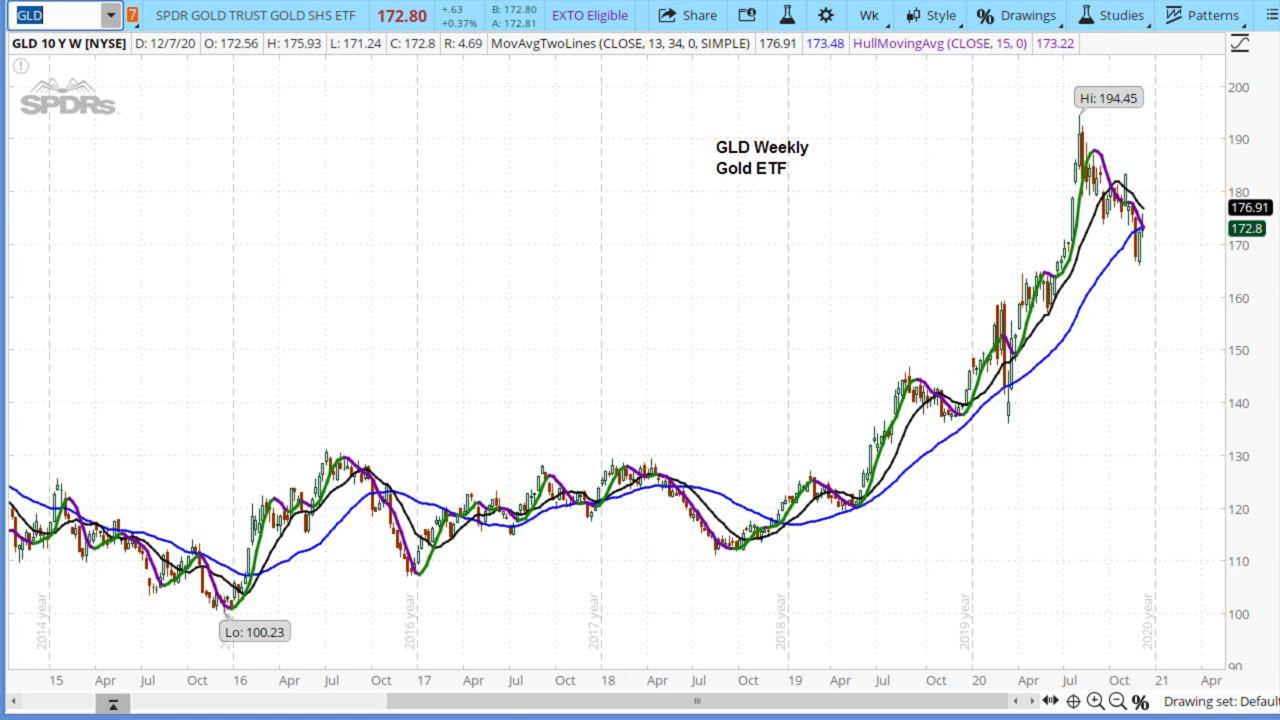 GLD
7
SPDR GOLD TRUST GOLD SHS ETF
172.80
+.63
+0.37%
B: 172.80
A: 172.81
EXTO Eligible
Share
Wk
Style
% Drawings
Studies
Patterns
GLD 10 Y W [NYSE] D: 12/7/20 O: 172.56 H: 175.93 L: 171.24 C: 172.8 R: 4.69 MovAvgTwoLines (CLOSE, 13, 34, 0, SIMPLE) 176.91 173.48 HullMovingAvg (CLOSE, 15, 0) 173.22
SPDRs
Hi: 194.45
GLD Weekly
Gold ETF
200
190
180
176.91
172.8
170
160
150
140
130
120
110
100
90
Lo: 100.23
2014 year
2016 year
2017 year
2018 year
2019 year
2020 year
15 Apr Jul Oct 16 Apr Jul Oct 17 Apr Jul Oct 18 Apr Jul Oct 19 Apr Jul Oct 20 Apr Jul Oct 21 Apr
% Drawing set: Defaul